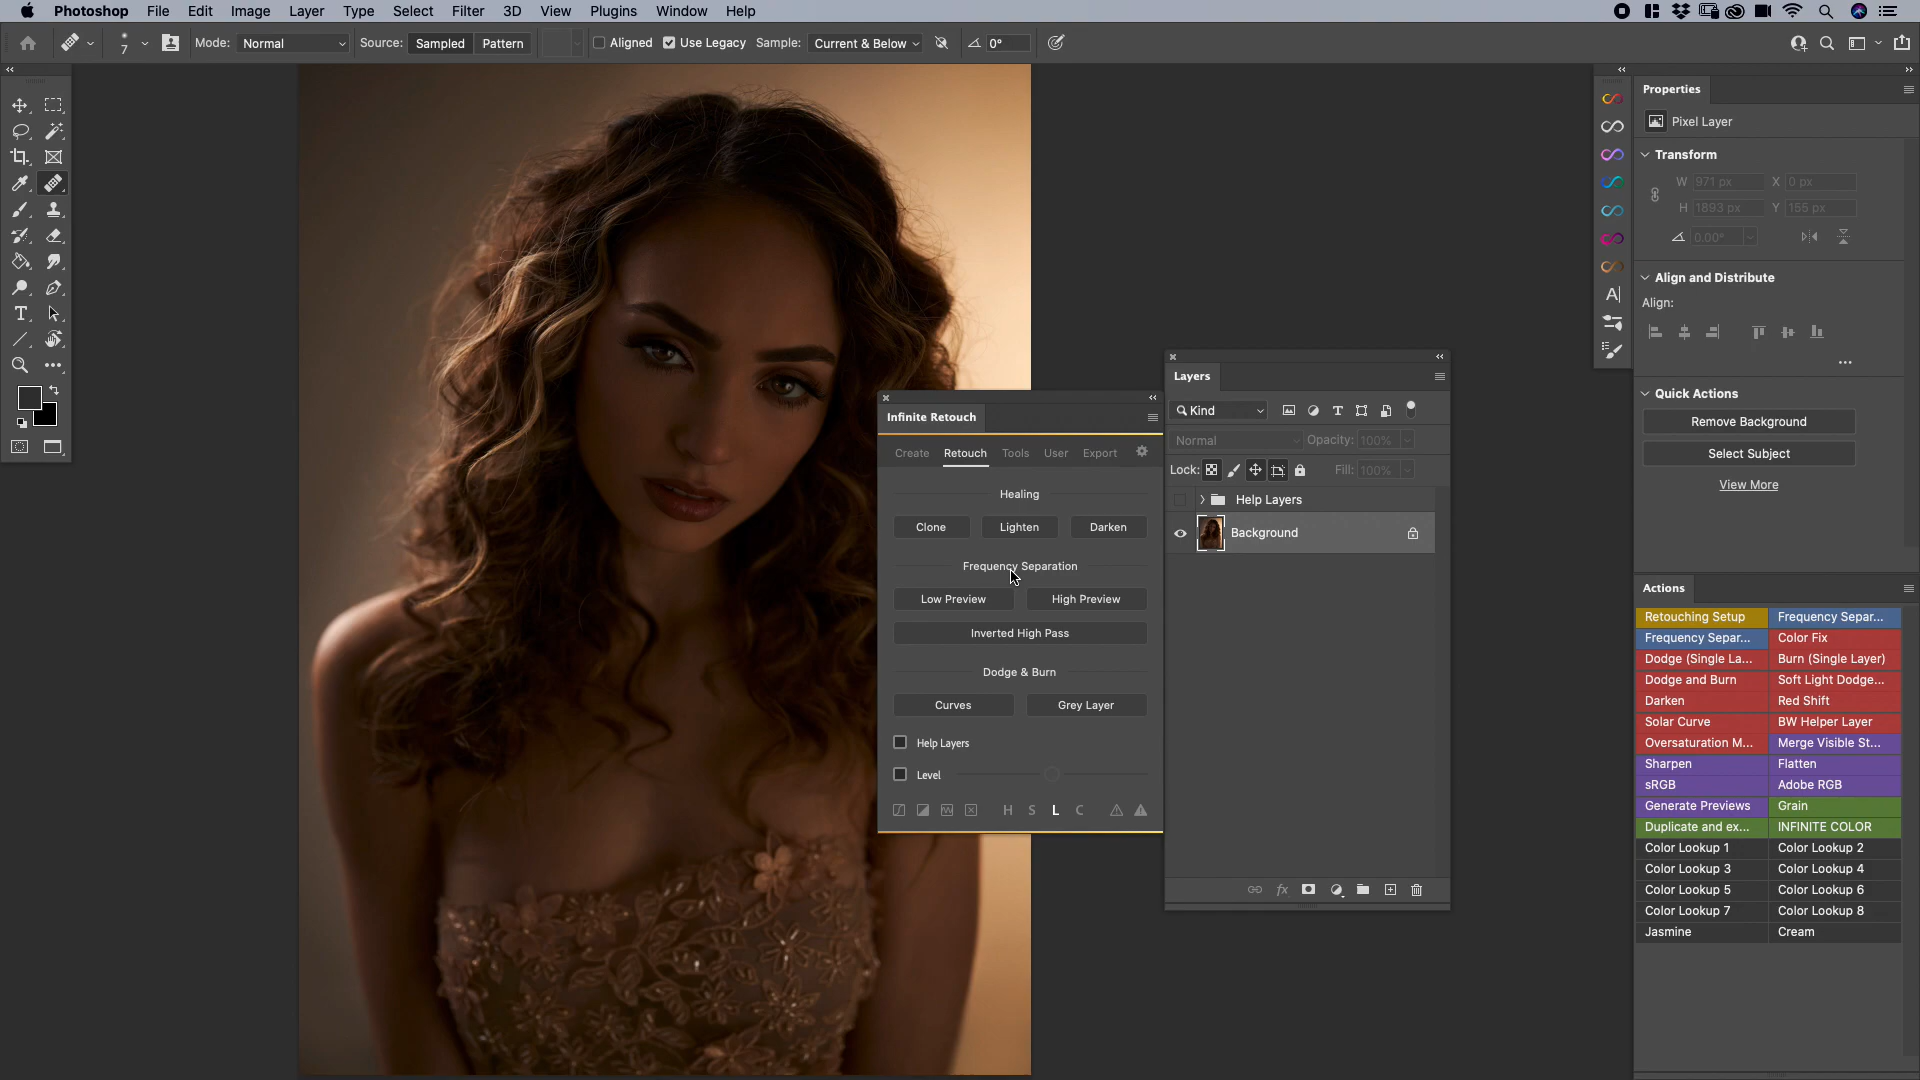 Photoshop File Edit Image Layer Type Select Filter 3D View Plugins Window Help
7 Mode: Normal Source: Sampled Pattern Aligned Use Legacy Sample: Current & Below 0°
Properties
Pixel Layer
Transform
W 971 px X 0 px
H 1893 px Y 155 px
0.00°
Align and Distribute
Align:
Quick Actions
Remove Background
Select Subject
View More
Layers
Kind
Normal Opacity: 100%
Lock: Fill: 100%
Help Layers
Background
Infinite Retouch
Create Retouch Tools User Export
Healing
Clone Lighten Darken
Frequency Separation
Low Preview High Preview
Inverted High Pass
Dodge & Burn
Curves Grey Layer
Help Layers
Level
H S L C
Actions
Retouching Setup Frequency Separ...
Frequency Separ... Color Fix
Dodge (Single La... Burn (Single Layer)
Dodge and Burn Soft Light Dodge...
Darken Red Shift
Solar Curve BW Helper Layer
Oversaturation M... Merge Visible St...
Sharpen Flatten
sRGB Adobe RGB
Generate Previews Grain
Duplicate and ex... INFINITE COLOR
Color Lookup 1 Color Lookup 2
Color Lookup 3 Color Lookup 4
Color Lookup 5 Color Lookup 6
Color Lookup 7 Color Lookup 8
Jasmine Cream